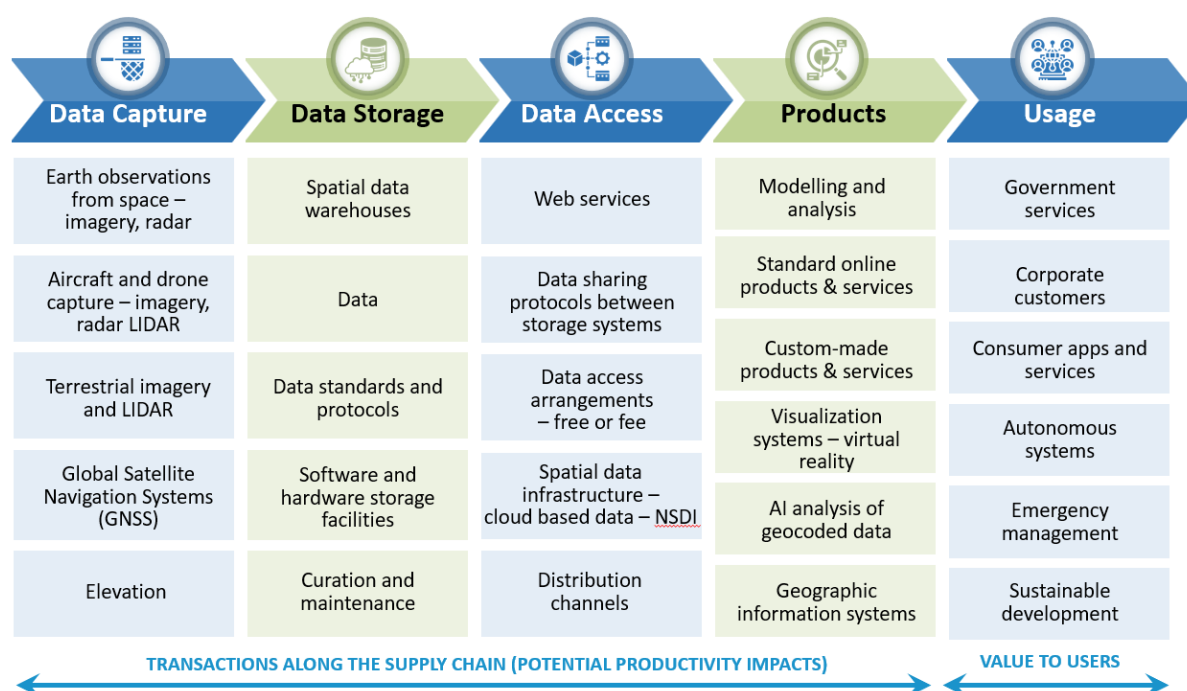 Data Capture
Data Storage
Data Access
Products
Usage
Earth observations
from space –
imagery, radar
Aircraft and drone
capture – imagery,
radar LIDAR
Terrestrial imagery
and LIDAR
Global Satellite
Navigation Systems
(GNSS)
Elevation
Spatial data
warehouses
Data
Data standards and
protocols
Software and
hardware storage
facilities
Curation and
maintenance
Web services
Data sharing
protocols between
storage systems
Data access
arrangements
– free or fee
Spatial data
infrastructure –
cloud based data – NSDI
Distribution
channels
Modelling and
analysis
Standard online
products & services
Custom-made
products & services
Visualization
systems – virtual
reality
AI analysis of
geocoded data
Geographic
information systems
Government
services
Corporate
customers
Consumer apps and
services
Autonomous
systems
Emergency
management
Sustainable
development
TRANSACTIONS ALONG THE SUPPLY CHAIN (POTENTIAL PRODUCTIVITY IMPACTS)
VALUE TO USERS